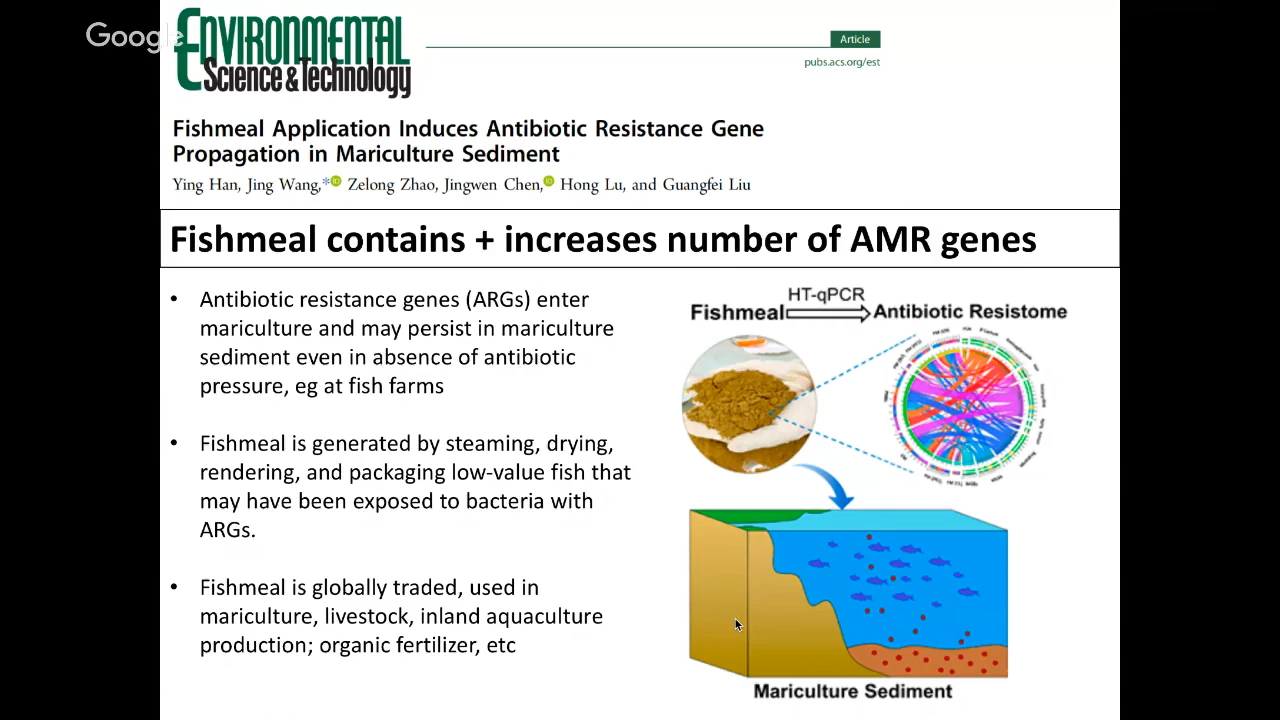 Google
ENVIRONMENTAL
Science & Technology
Article
pubs.acs.org/est
Fishmeal Application Induces Antibiotic Resistance Gene
Propagation in Mariculture Sediment
Ying Han, Jing Wang,* Zelong Zhao, Jingwen Chen, Hong Lu, and Guangfei Liu
Fishmeal contains + increases number of AMR genes
• Antibiotic resistance genes (ARGs) enter
mariculture and may persist in mariculture
sediment even in absence of antibiotic
pressure, eg at fish farms
• Fishmeal is generated by steaming, drying,
rendering, and packaging low-value fish that
may have been exposed to bacteria with
ARGs.
• Fishmeal is globally traded, used in
mariculture, livestock, inland aquaculture
production; organic fertilizer, etc
HT-qPCR
Fishmeal Antibiotic Resistome
Mariculture Sediment